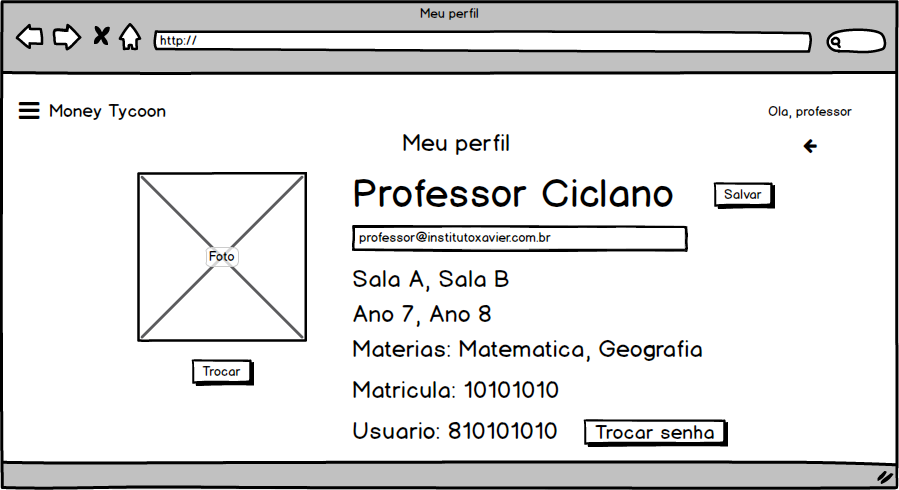 Meu perfil
http://
Money Tycoon
Ola, professor
Meu perfil
Professor Ciclano
Salvar
professor@institutoxavier.com.br
Foto
Sala A, Sala B
Ano 7, Ano 8
Materias: Matematica, Geografia
Trocar
Matricula: 10101010
Usuario: 810101010
Trocar senha